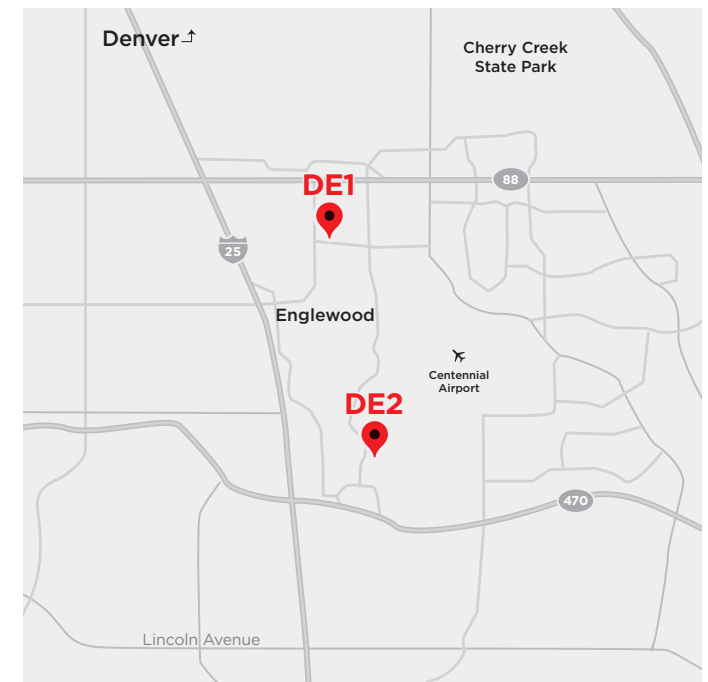 Denver
Cherry Creek
State Park
88
DE1
25
Englewood
Centennial
Airport
DE2
470
Lincoln Avenue